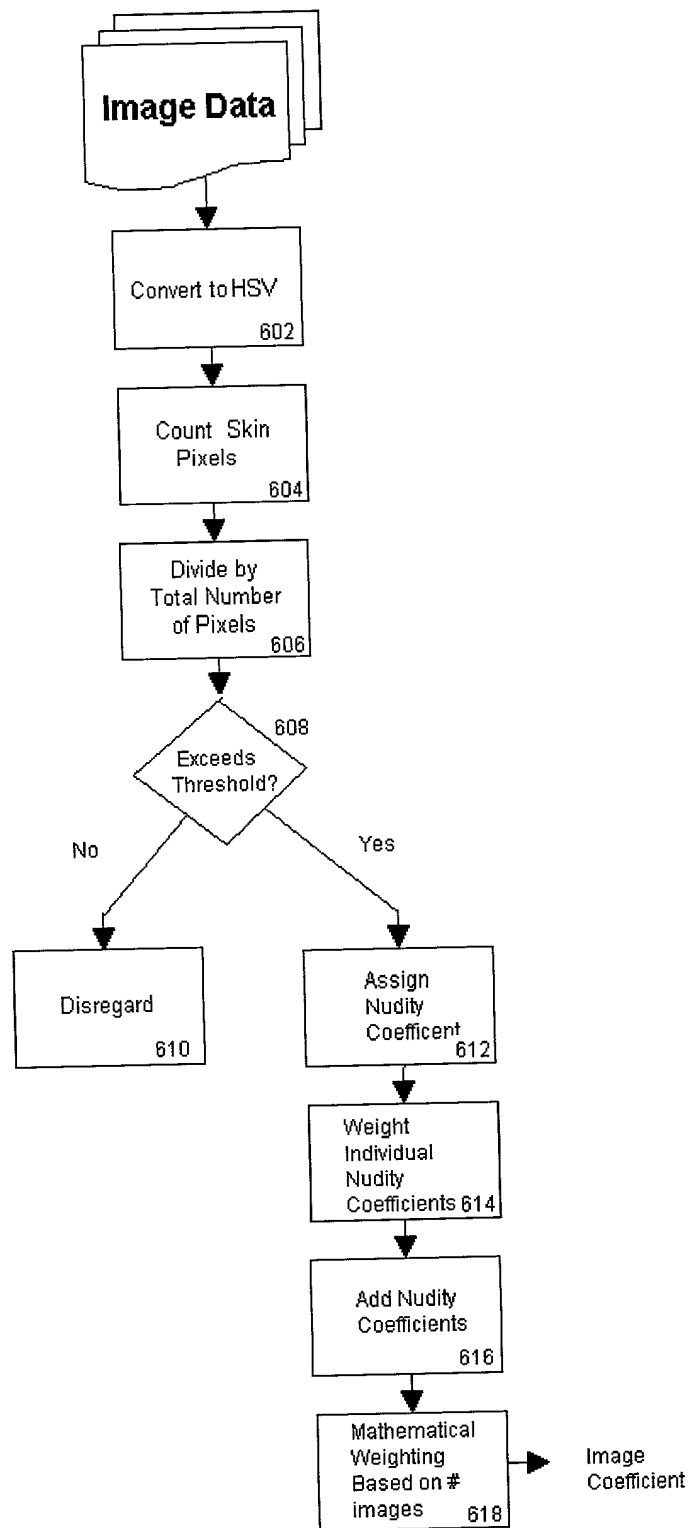 Image Data
Convert to HSV
602
Count Skin
Pixels
604
Divide by
Total Number
of Pixels
606
608
Exceeds
Threshold?
No
Yes
Disregard
610
Assign
Nudity
Coefficent
612
Weight
Individual
Nudity
Coefficients 614
Add Nudity
Coefficients
616
Mathematical
Weighting
Based on #
images
618
Image
Coefficient